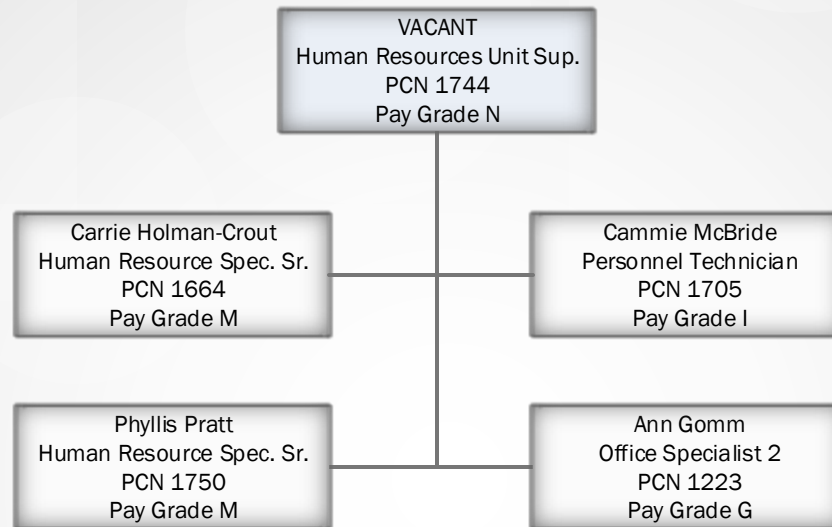 VACANT
Human Resources Unit Sup.
PCN 1744
Pay Grade N
Carrie Holman-Crout
Human Resource Spec. Sr.
PCN 1664
Pay Grade M
Cammie McBride
Personnel Technician
PCN 1705
Pay Grade I
Phyllis Pratt
Human Resource Spec. Sr.
PCN 1750
Pay Grade M
Ann Gomm
Office Specialist 2
PCN 1223
Pay Grade G